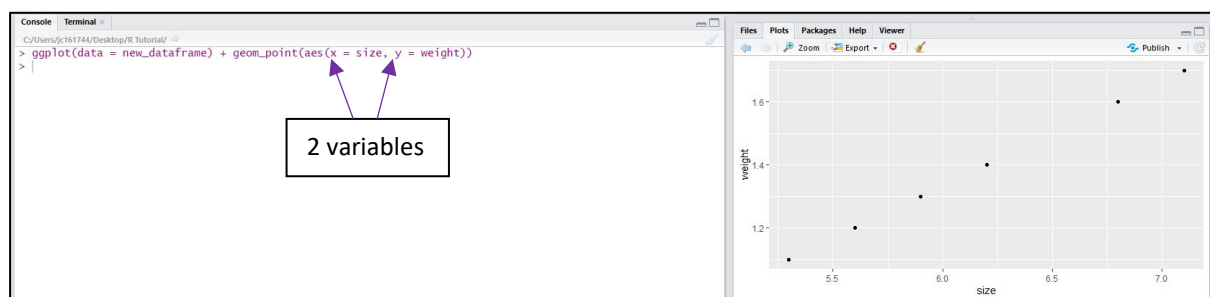 Console Terminal ×
C:/Users/jc161744/Desktop/R Tutorial/
> ggplot(data = new_dataframe) + geom_point(aes(x = size, y = weight))
>
2 variables
Files Plots Packages Help Viewer
Zoom Export Publish
1.6
1.4
1.2
weight
5.5 6.0 6.5 7.0
size